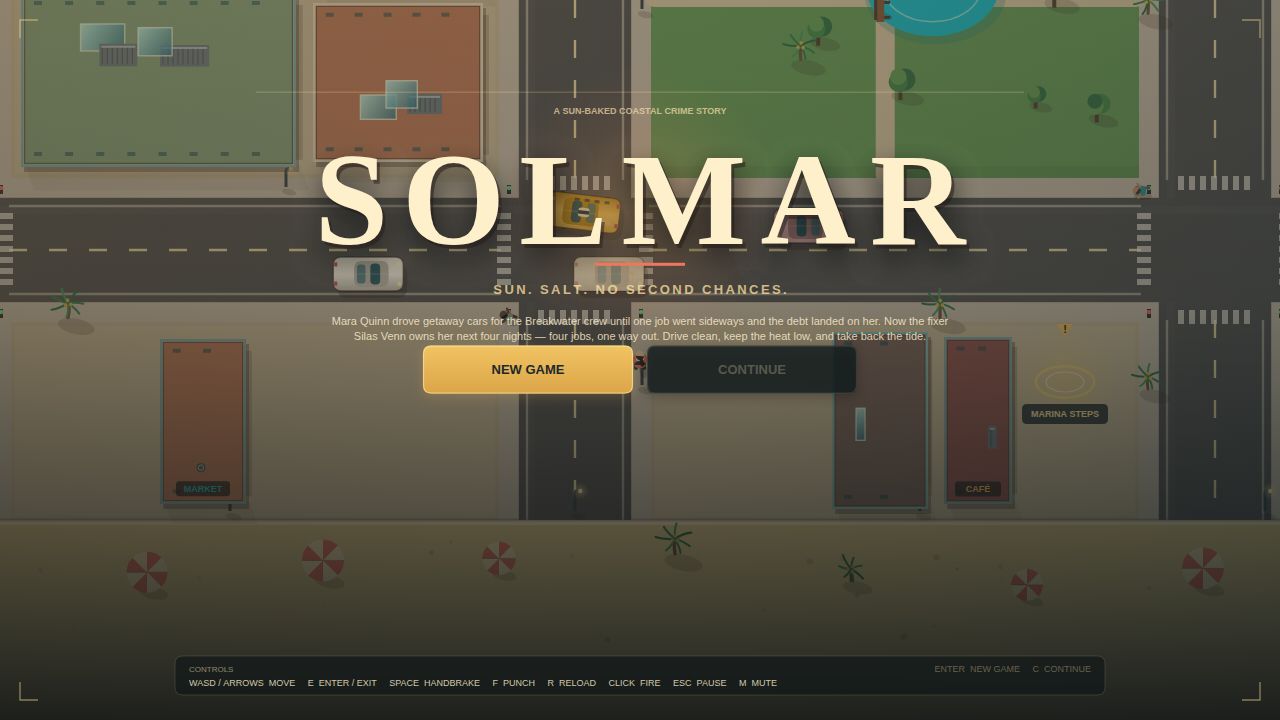 A SUN-BAKED COASTAL CRIME STORY
SOLMAR
SUN. SALT. NO SECOND CHANCES.
Mara Quinn drove getaway cars for the Breakwater crew until one job went sideways and the debt landed on her. Now the fixer
Silas Venn owns her next four nights — four jobs, one way out. Drive clean, keep the heat low, and take back the tide.
NEW GAME
CONTINUE
!
MARINA STEPS
MARKET
CAFÉ
CONTROLS
ENTER NEW GAME C CONTINUE
WASD / ARROWS MOVE E ENTER / EXIT SPACE HANDBRAKE F PUNCH R RELOAD CLICK FIRE ESC PAUSE M MUTE